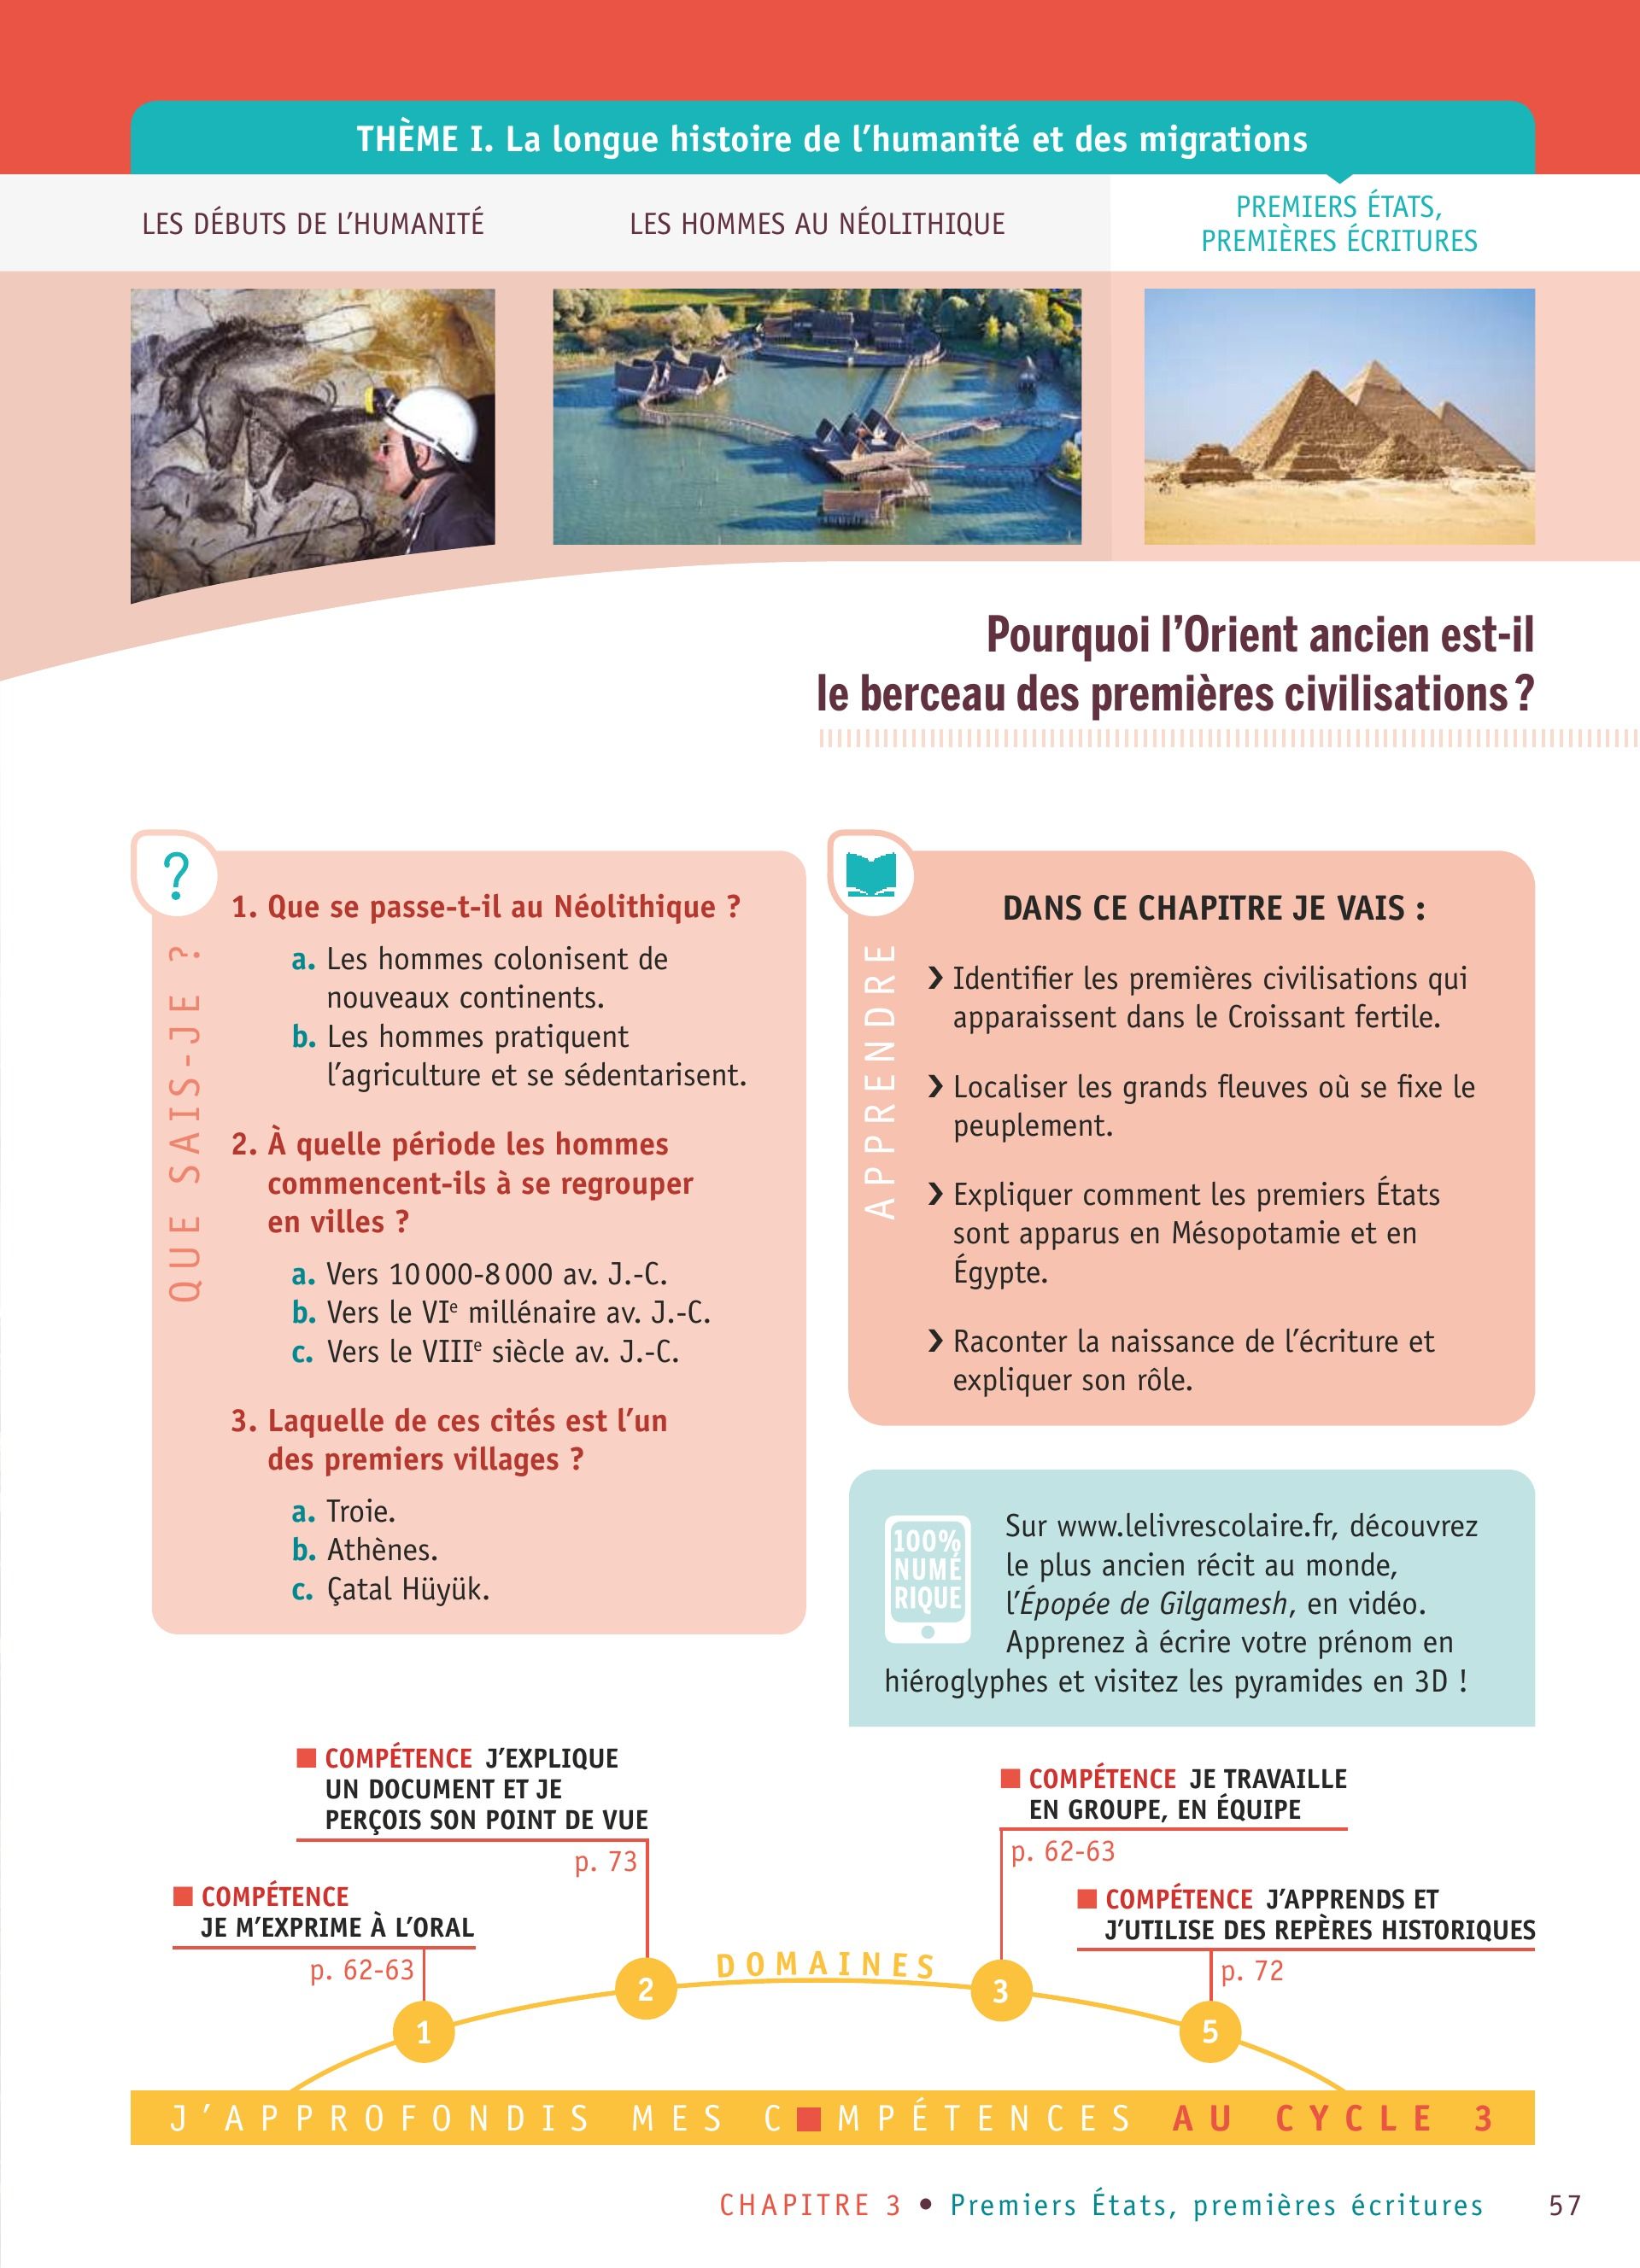 THÈME I. La longue histoire de l’humanité et des migrations
LES DÉBUTS DE L’HUMANITÉ
LES HOMMES AU NÉOLITHIQUE
PREMIERS ÉTATS,
PREMIÈRES ÉCRITURES
Pourquoi l’Orient ancien est-il
le berceau des premières civilisations ?
?
QUE SAIS-JE ?
1. Que se passe-t-il au Néolithique ?
a. Les hommes colonisent de
nouveaux continents.
b. Les hommes pratiquent
l’agriculture et se sédentarisent.
2. À quelle période les hommes
commencent-ils à se regrouper
en villes ?
a. Vers 10 000-8 000 av. J.-C.
b. Vers le VIe millénaire av. J.-C.
c. Vers le VIIIe siècle av. J.-C.
3. Laquelle de ces cités est l’un
des premiers villages ?
a. Troie.
b. Athènes.
c. Çatal Hüyük.
APPRENDRE
DANS CE CHAPITRE JE VAIS :
❯ Identifier les premières civilisations qui
apparaissent dans le Croissant fertile.
❯ Localiser les grands fleuves où se fixe le
peuplement.
❯ Expliquer comment les premiers États
sont apparus en Mésopotamie et en
Égypte.
❯ Raconter la naissance de l’écriture et
expliquer son rôle.
100%
NUMÉ
RIQUE
Sur www.lelivrescolaire.fr, découvrez
le plus ancien récit au monde,
l’Épopée de Gilgamesh, en vidéo.
Apprenez à écrire votre prénom en
hiéroglyphes et visitez les pyramides en 3D !
■ COMPÉTENCE J’EXPLIQUE
UN DOCUMENT ET JE
PERÇOIS SON POINT DE VUE
p. 73
■ COMPÉTENCE JE TRAVAILLE
EN GROUPE, EN ÉQUIPE
p. 62-63
■ COMPÉTENCE
JE M’EXPRIME À L’ORAL
p. 62-63
■ COMPÉTENCE J’APPRENDS ET
J’UTILISE DES REPÈRES HISTORIQUES
p. 72
DOMAINES
1
2
3
5
J’APPROFONDIS MES C■MPÉTENCES AU CYCLE 3
CHAPITRE 3 • Premiers États, premières écritures 57